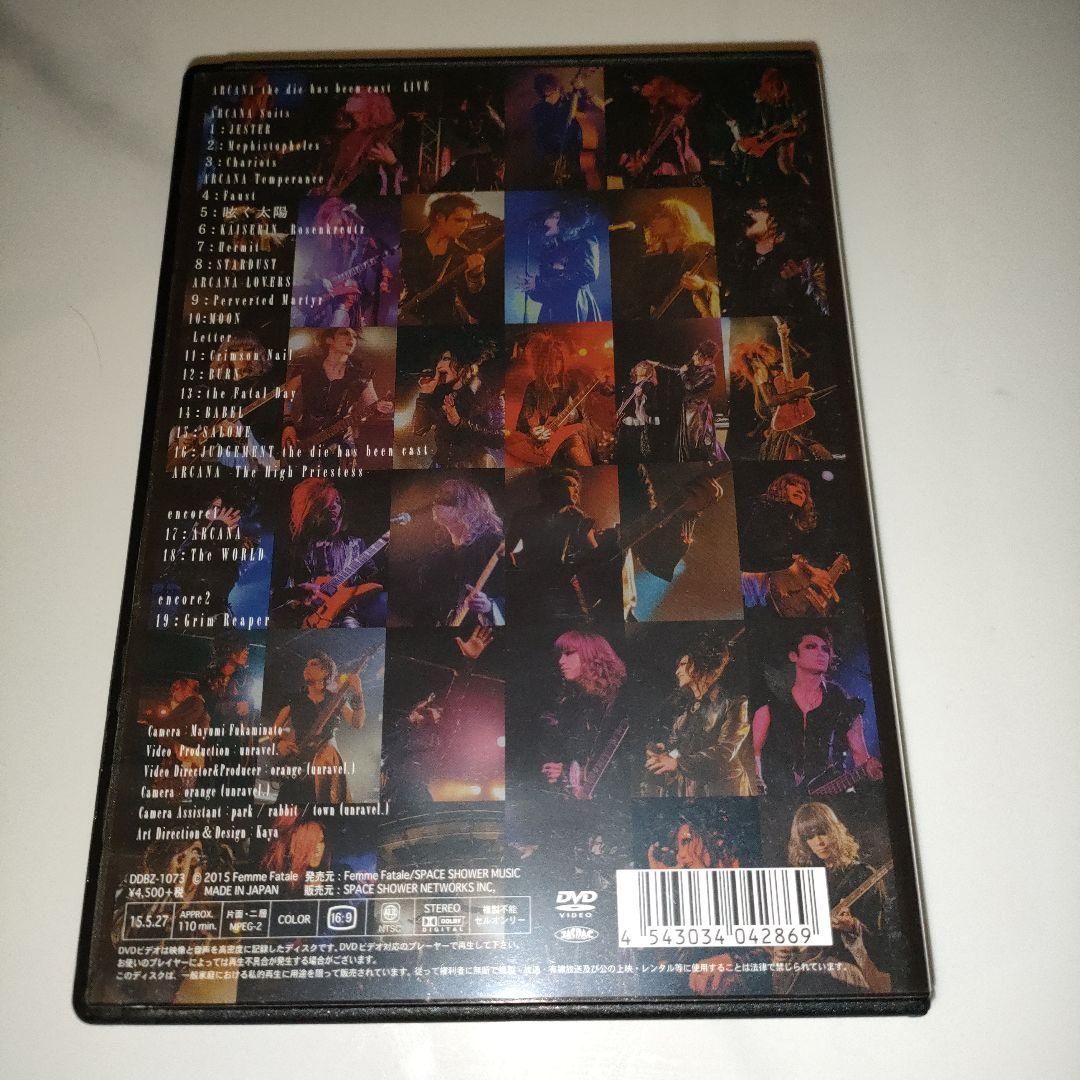 ARCANA the die has been cast LIVE
ARCANA Suits
1:JESTER
2:Mephistopheles
3:Chariots
ARCANA Temperance
4:Faust
5:眩く太陽
6:KAISERIN Rosenkreutz
7:Hermit
8:STARDUST
ARCANA LOVERS
9:Perverted Martyr
10:MOON
Letter
11:Crimson Nail
12:BURN
13:the Fatal Day
14:BABEL
15:SALOME
16:JUDGEMENT the die has been cast
ARCANA The High Priestess
encore1
17:ARCANA
18:The WORLD
encore2
19:Grim Reaper
Camera:Mayumi Fukaminato
Video Production:unravel.
Video Director&Producer:orange (unravel.)
Camera:orange (unravel.)
Camera Assistant:park / rabbit / town (unravel.)
Art Direction & Design:Kaya
DDBZ-1073 © 2015 Femme Fatale 発売元:Femme Fatale/SPACE SHOWER MUSIC
¥4,500+税 MADE IN JAPAN 販売元:SPACE SHOWER NETWORKS INC.
15.5.27 APPROX. 110 min. 片面・二層 MPEG-2 COLOR 16:9 NTSC STEREO DOLBY DIGITAL 複製不能 セルオンリー
DVD VIDEO
JASRAC
4 543034 042869
DVDビデオは映像と音声を高密度に記録したディスクです。DVDビデオ対応のプレーヤーで再生して下さい。
お使いのプレイヤーによっては再生不具合が発生する場合がございます。
このディスクは、一般家庭における私的再生に用途を限って販売されています。従って権利者に無断で複製・放送・有線放送及び公の上映・レンタル等に使用することは法律で禁じられています。